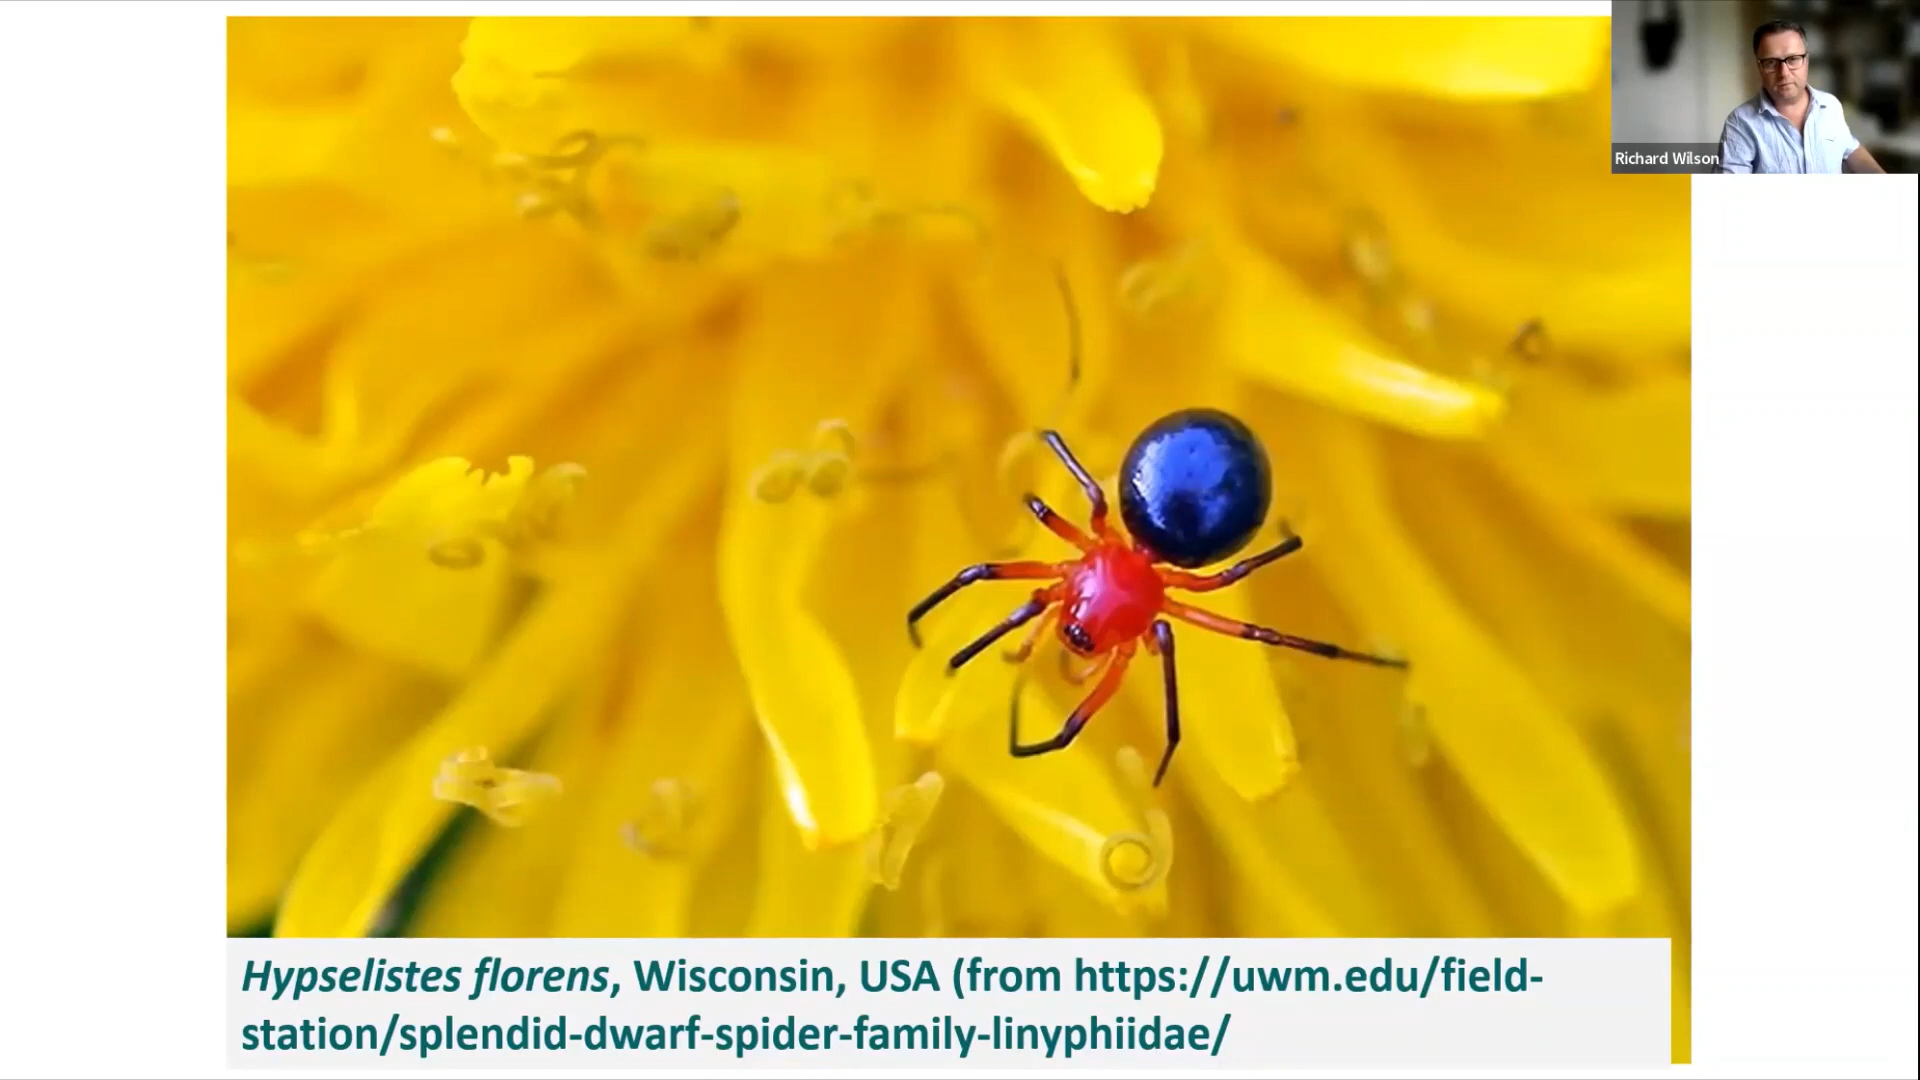 Richard Wilson
Hypselistes florens, Wisconsin, USA (from https://uwm.edu/field-
station/splendid-dwarf-spider-family-linyphiidae/